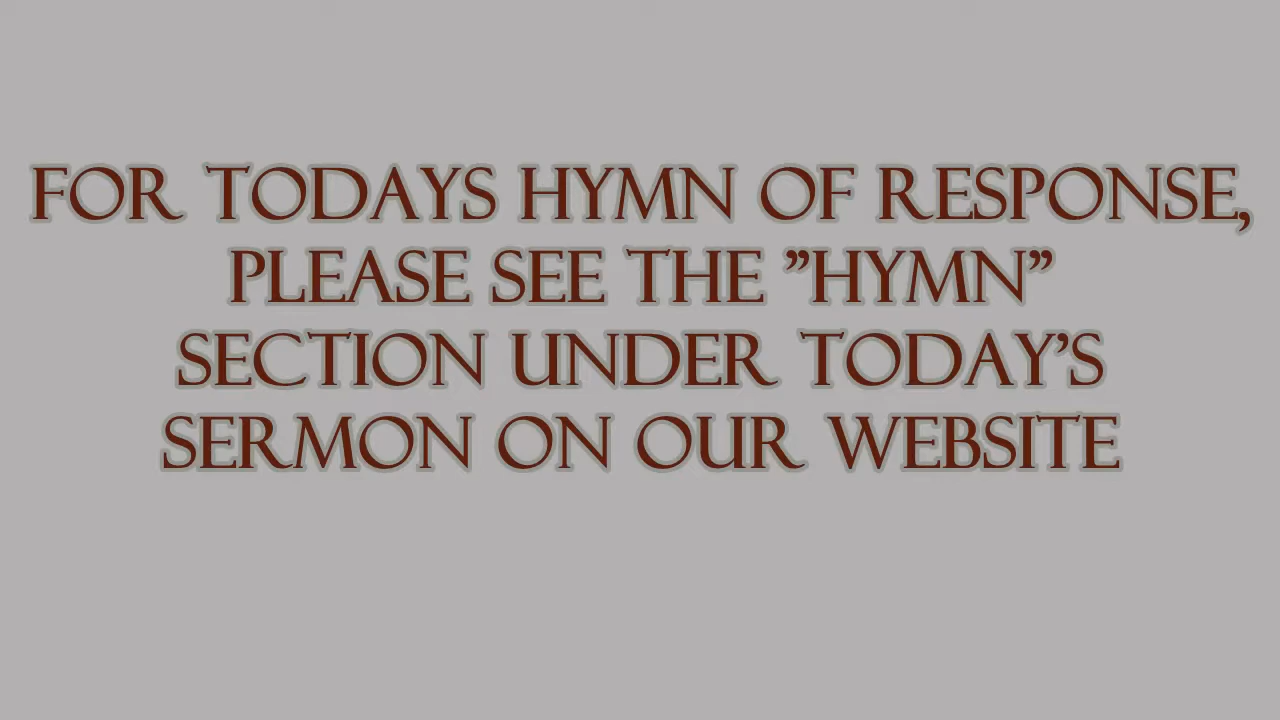 FOR TODAYS HYMN OF RESPONSE,
PLEASE SEE THE ”HYMN”
SECTION UNDER TODAY’S
SERMON ON OUR WEBSITE